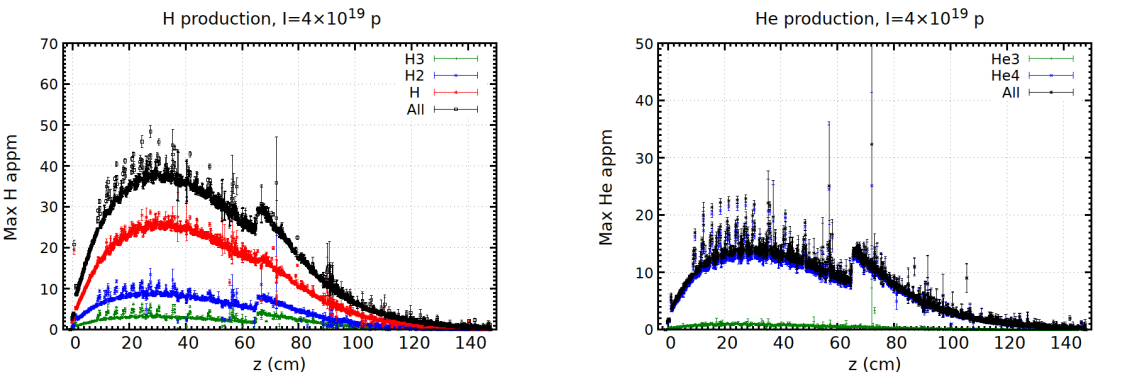 H production, I=4×10¹⁹ p
Max H appm
70
60
50
40
30
20
10
0
H3
H2
H
All
0 20 40 60 80 100 120 140
z (cm)
He production, I=4×10¹⁹ p
Max He appm
50
40
30
20
10
0
He3
He4
All
0 20 40 60 80 100 120 140
z (cm)